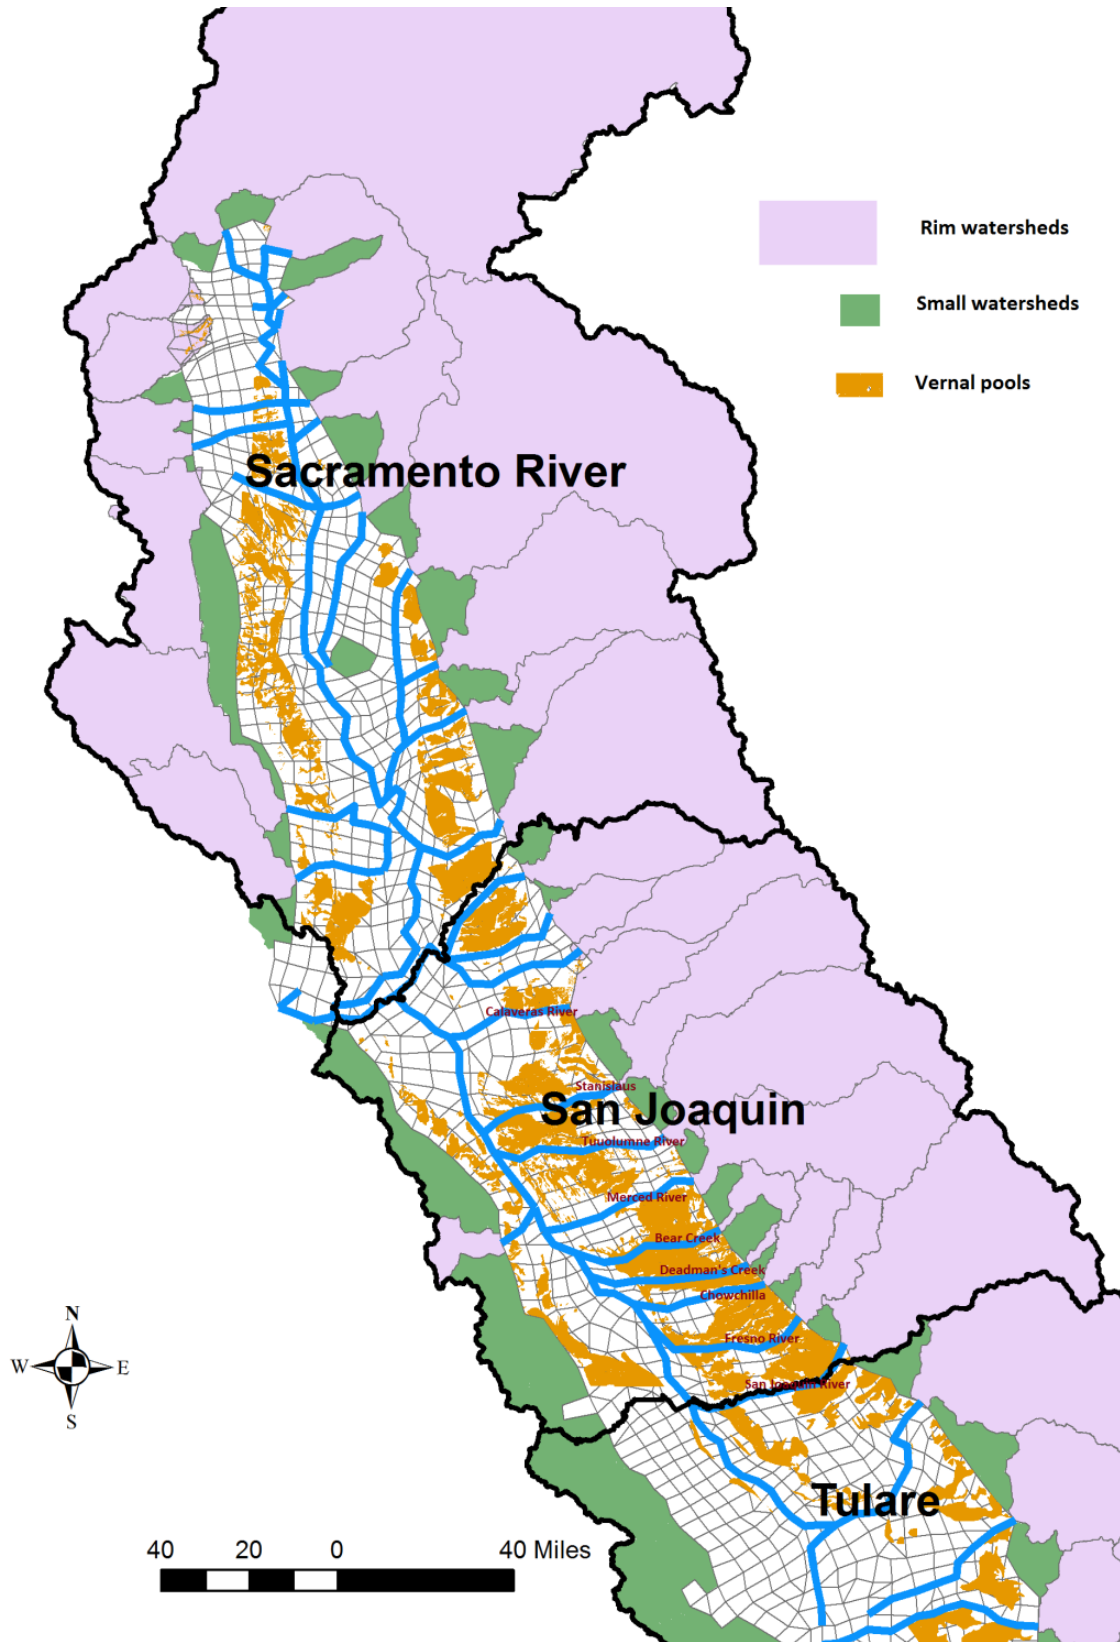 Rim watersheds
Small watersheds
Vernal pools
Sacramento River
Calaveras River
Stanislaus
San Joaquin
Tuuolumne River
Merced River
Bear Creek
Deadman's Creek
Chowchilla
Fresno River
San Joaquin River
Tulare
N
W E
S
40 20 0 40 Miles